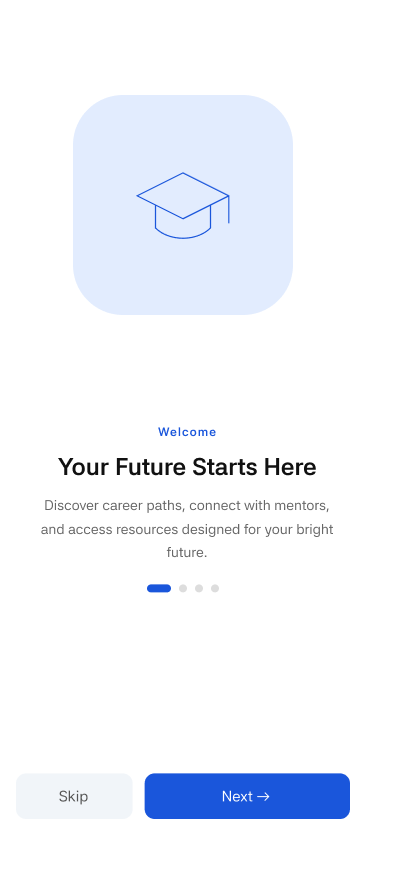 Welcome
Your Future Starts Here
Discover career paths, connect with mentors,
and access resources designed for your bright
future.
Skip
Next →